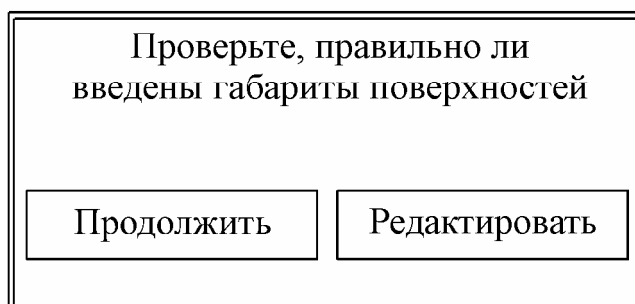 Проверьте, правильно ли
введены габариты поверхностей
Продолжить
Редактировать